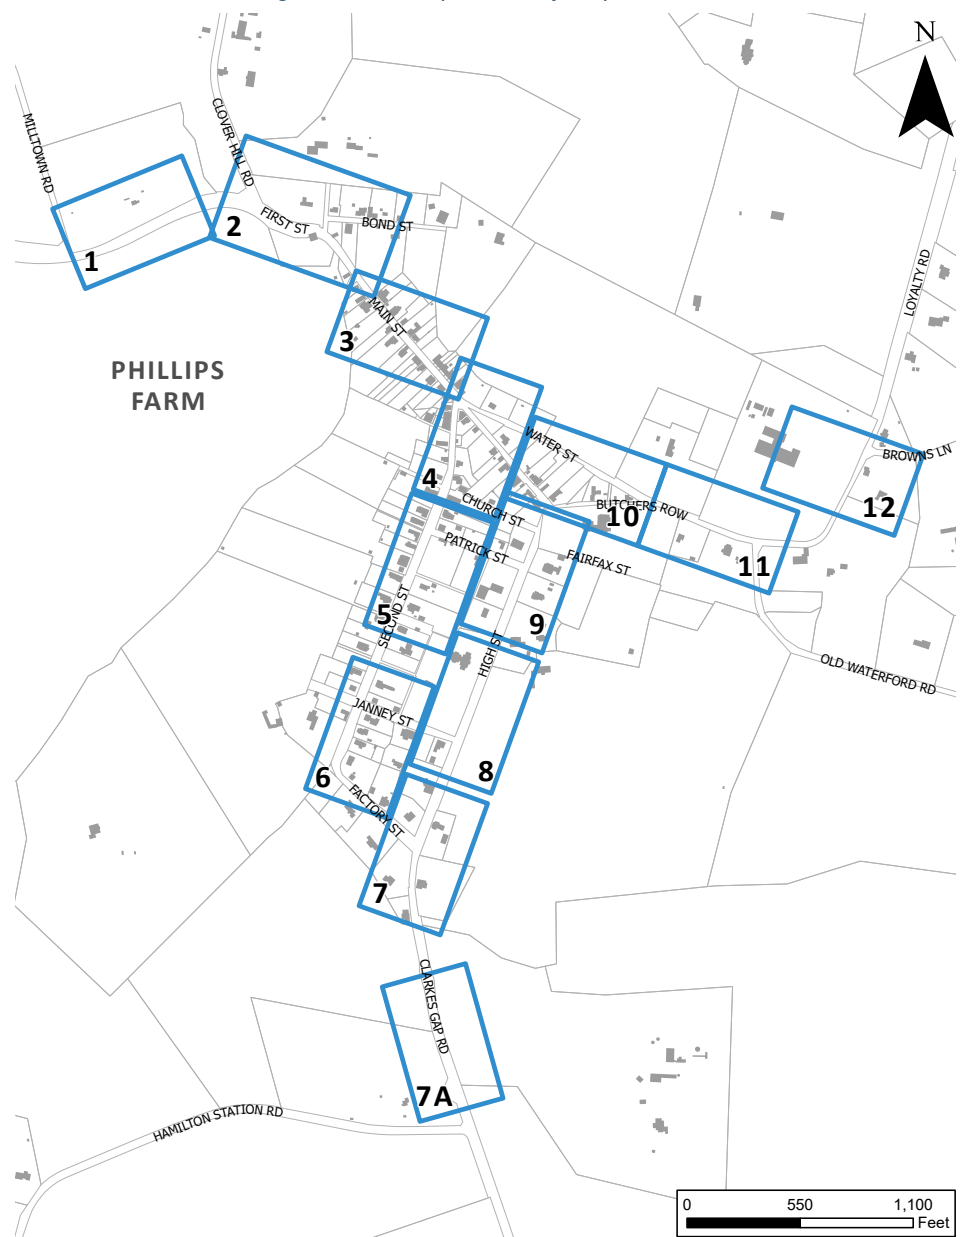 N
MILLTOWN RD
CLOVER HILL RD
1
2
FIRST ST
BOND ST
LOYALTY RD
MAIN ST
3
PHILLIPS
FARM
WATER ST
BROWNS LN
4
CHURCH ST
BUTCHERS ROW
10
12
PATRICK ST
FAIRFAX ST
11
5
SECOND ST
9
HIGH ST
OLD WATERFORD RD
JANNEY ST
6
8
FACTORY ST
7
CLARKES GAP RD
7A
HAMILTON STATION RD
0 550 1,100
Feet